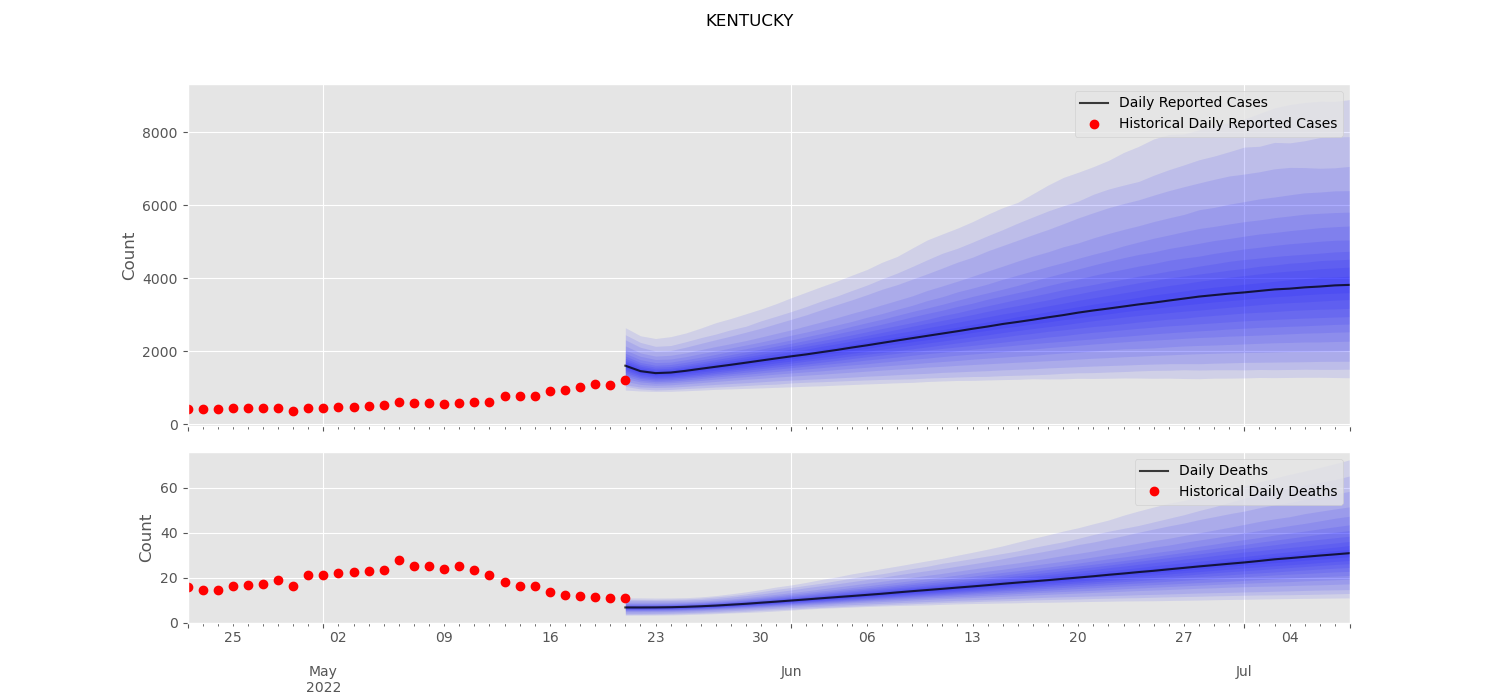 KENTUCKY
Daily Reported Cases
Historical Daily Reported Cases
8000
6000
4000
2000
0
Count
Daily Deaths
Historical Daily Deaths
60
40
20
0
Count
25 02 09 16 23 30 06 13 20 27 04
May Jun Jul
2022